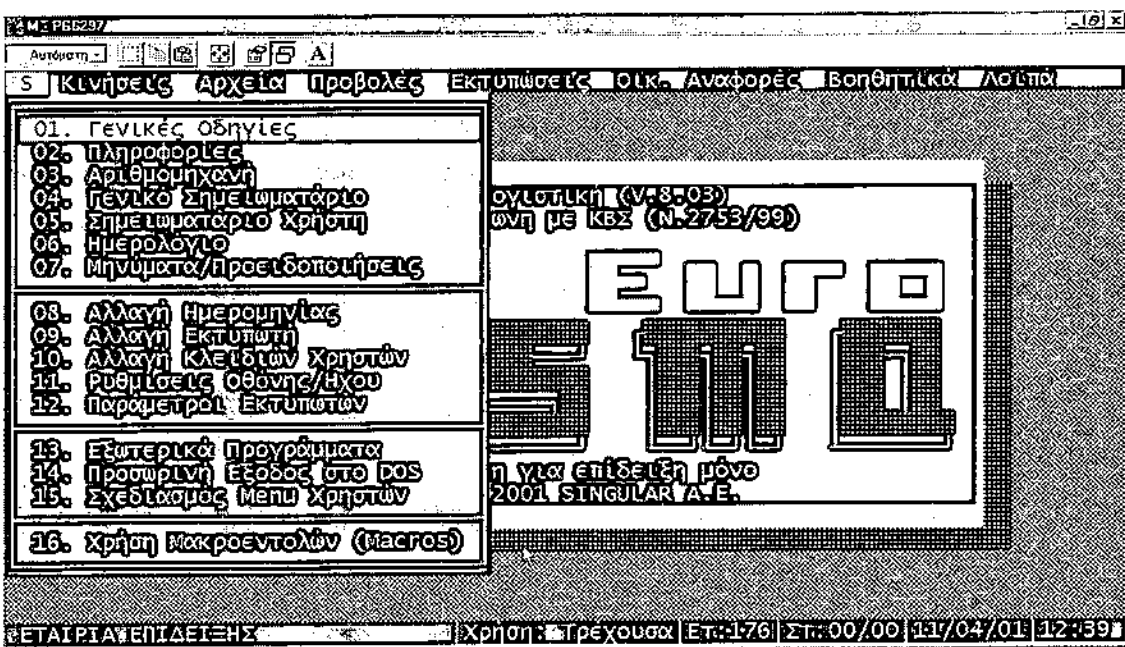 Αυτόματη
A
S Κινήσεις Αρχεία Προβολές Εκτυπώσεις Οικ. Αναφορές Βοηθητικά Λοιπά
01. Γενικές Οδηγίες
02. Πληροφορίες
03. Αριθμομηχανή
04. Γενικό Σημειωματάριο
05. Σημειωματάριο Χρήστη
06. Ημερολόγιο
07. Μηνύματα/Προειδοποιήσεις
08. Αλλαγή Ημερομηνίας
09. Αλλαγή Εκτυπωτή
10. Αλλαγή Κλειδιών Χρηστών
11. Ρυθμίσεις Οθόνης/Ηχου
12. Παράμετροι Εκτυπωτών
13. Εξωτερικά Προγράμματα
14. Προσωρινή Εξοδος στο DOS
15. Σχεδιασμός Menu Χρηστών
16. Χρήση Μακροεντολών (Macros)
ογιστική (V.8.03)
ωνη με ΚΒΣ (Ν.2753/99)
Euro
η για επίδειξη μόνο
2001 SINGULAR A.E.
ΕΤΑΙΡΙΑ ΕΠΙΔΕΙΞΗΣ Χρήση: Τρέχουσα Ετ:176 Στ:00/00 11/04/01 12:59